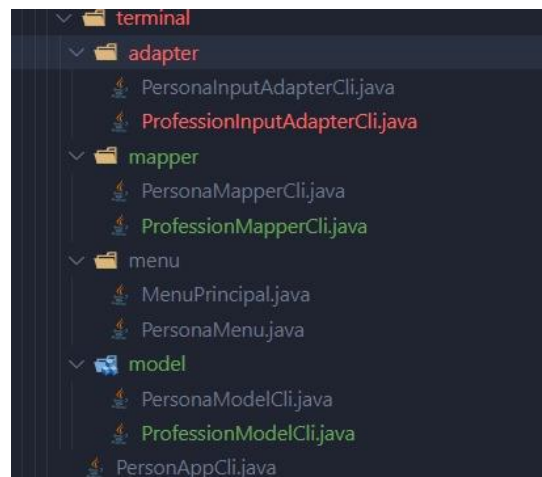 terminal
adapter
PersonaInputAdapterCli.java
ProfessionInputAdapterCli.java
mapper
PersonaMapperCli.java
ProfessionMapperCli.java
menu
MenuPrincipal.java
PersonaMenu.java
model
PersonaModelCli.java
ProfessionModelCli.java
PersonAppCli.java